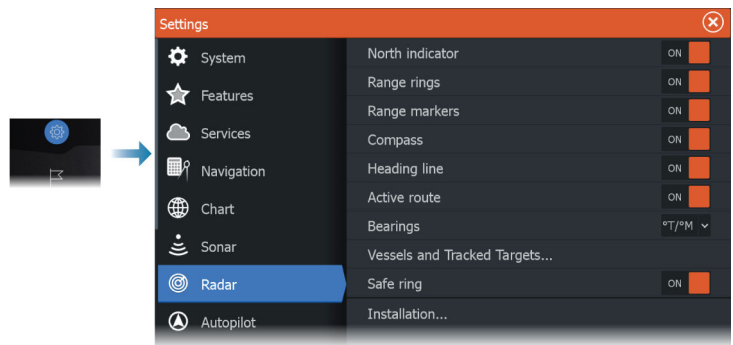 Settings
System
Features
Services
Navigation
Chart
Sonar
Radar
Autopilot
North indicator ON
Range rings ON
Range markers ON
Compass ON
Heading line ON
Active route ON
Bearings °T/°M
Vessels and Tracked Targets...
Safe ring ON
Installation...